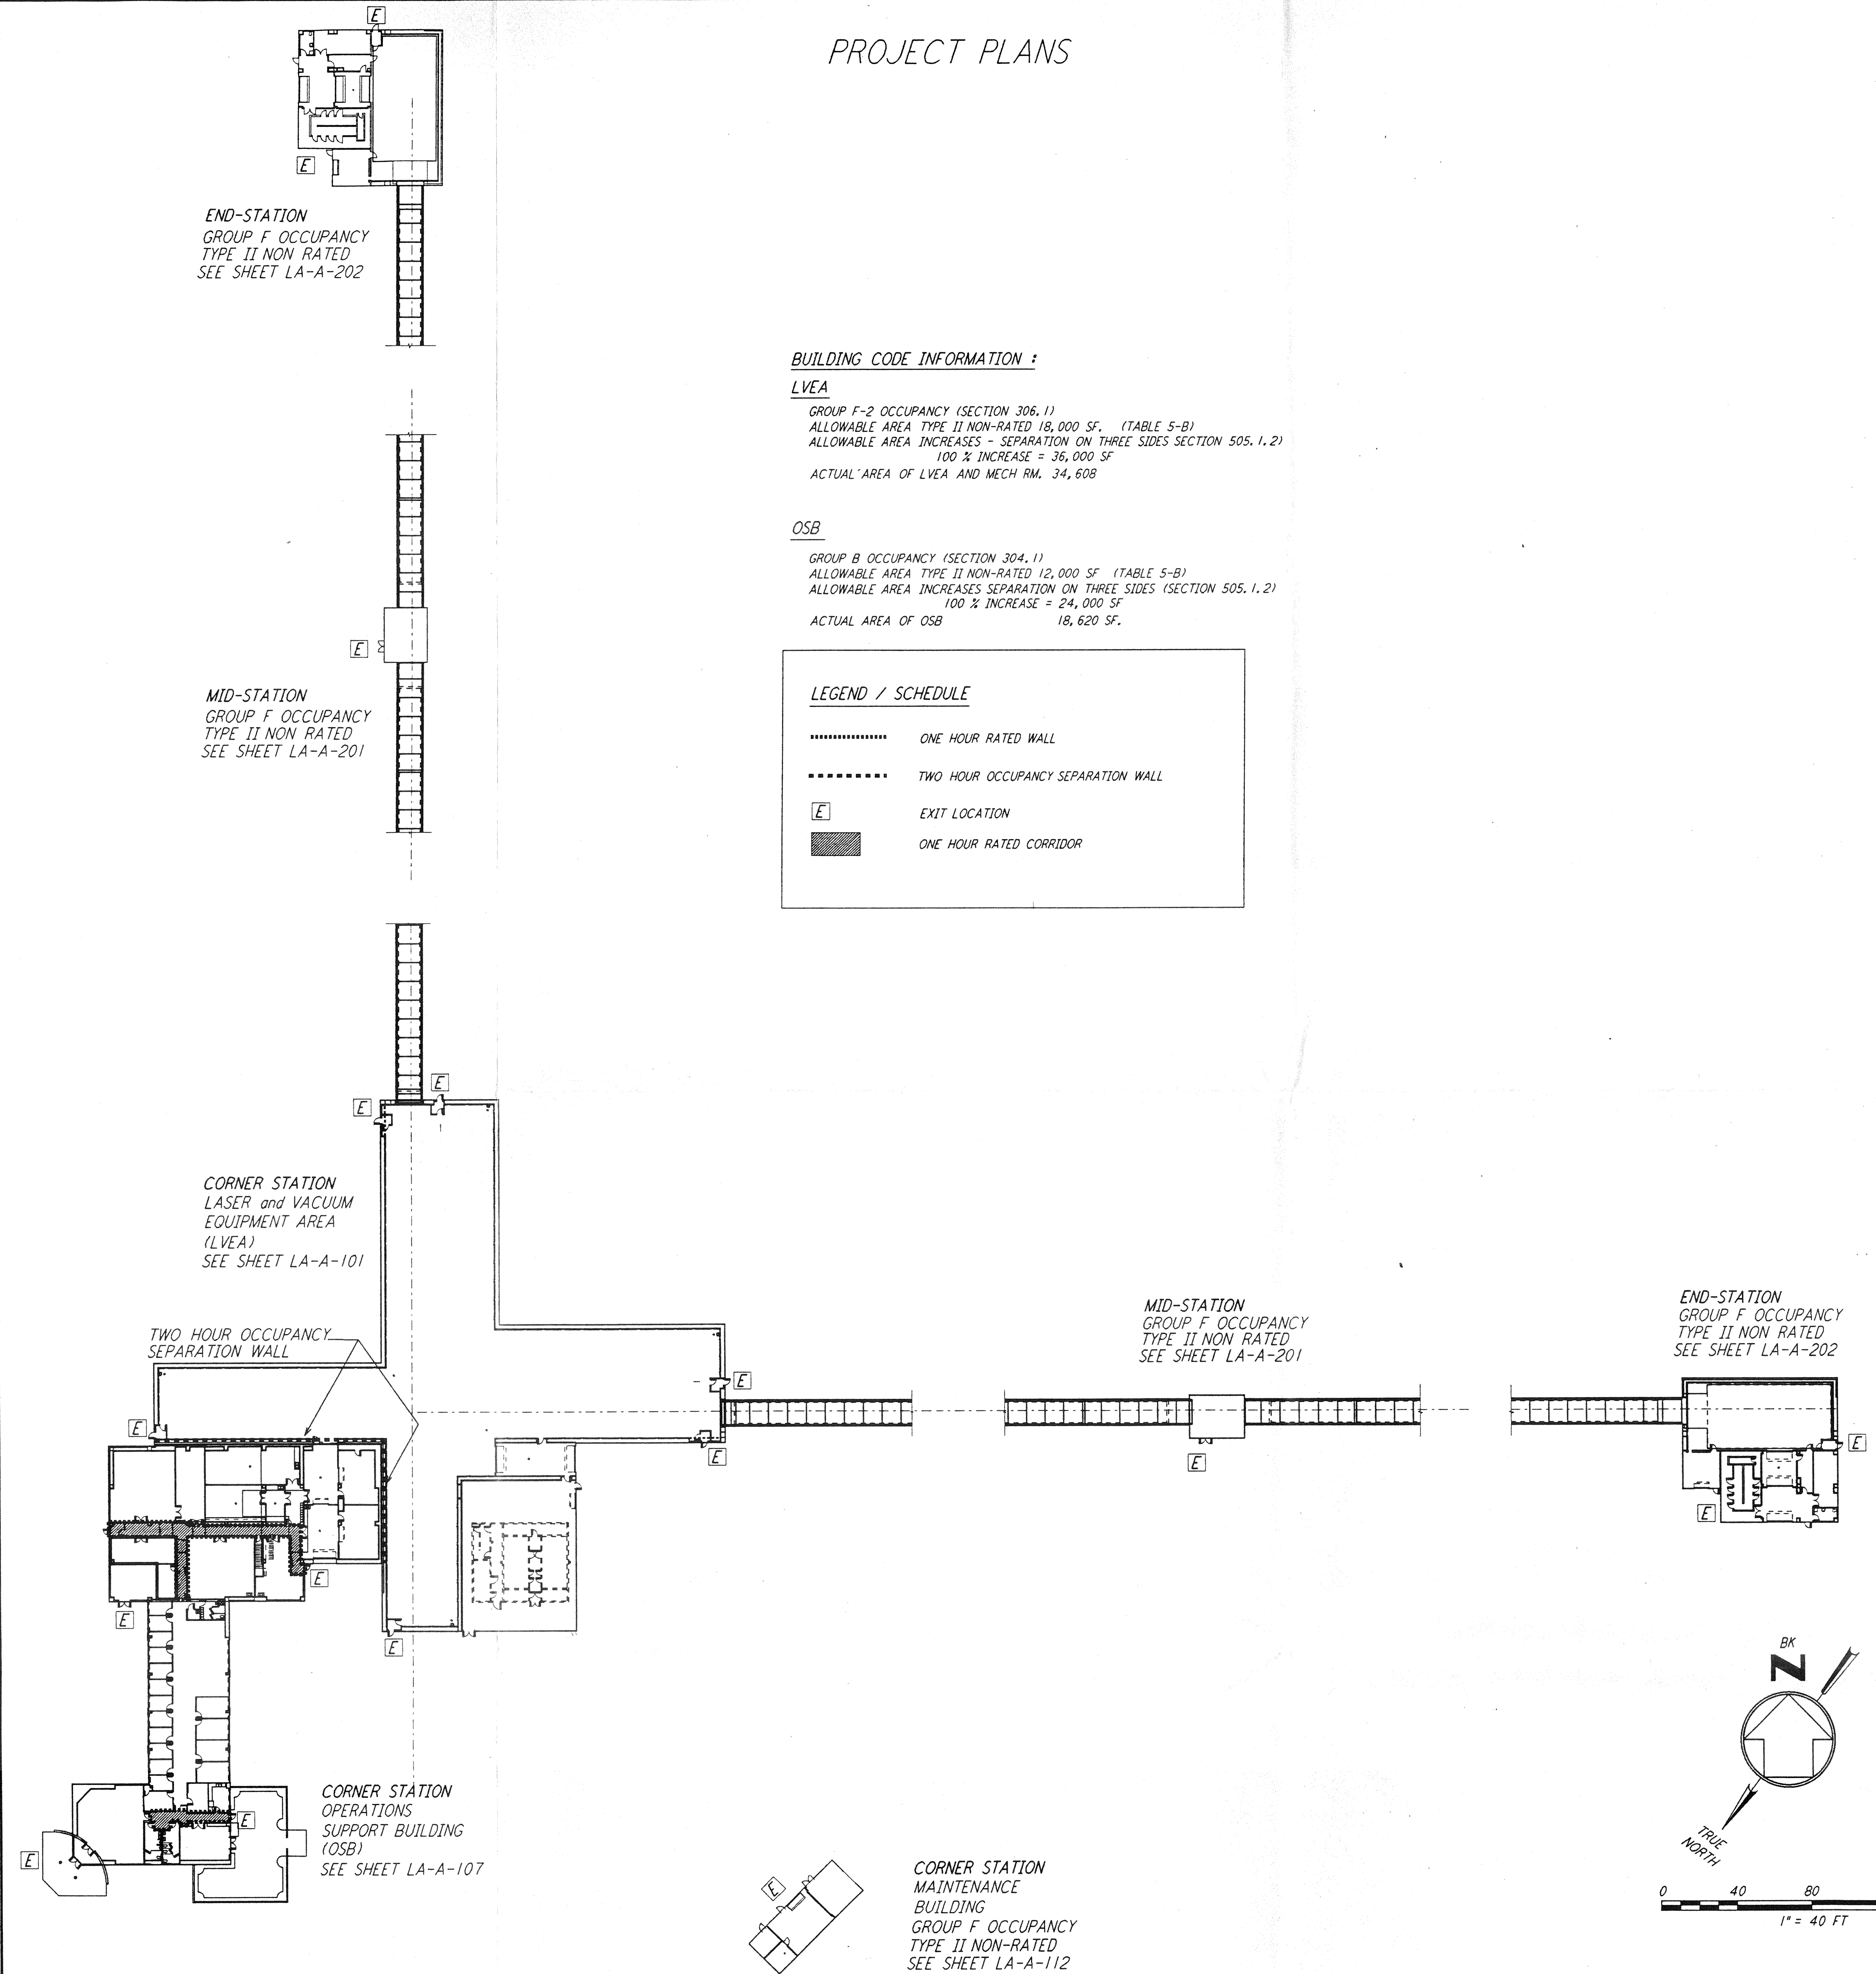 PROJECT PLANS
E
E
END-STATION
GROUP F OCCUPANCY
TYPE II NON RATED
SEE SHEET LA-A-202
BUILDING CODE INFORMATION :
LVEA
GROUP F-2 OCCUPANCY (SECTION 306.1)
ALLOWABLE AREA TYPE II NON-RATED 18,000 SF. (TABLE 5-B)
ALLOWABLE AREA INCREASES - SEPARATION ON THREE SIDES SECTION 505.1.2)
100 % INCREASE = 36,000 SF
ACTUAL AREA OF LVEA AND MECH RM. 34,608
OSB
GROUP B OCCUPANCY (SECTION 304.1)
ALLOWABLE AREA TYPE II NON-RATED 12,000 SF (TABLE 5-B)
ALLOWABLE AREA INCREASES SEPARATION ON THREE SIDES (SECTION 505.1.2)
100 % INCREASE = 24,000 SF
ACTUAL AREA OF OSB 18,620 SF.
E
MID-STATION
GROUP F OCCUPANCY
TYPE II NON RATED
SEE SHEET LA-A-201
LEGEND / SCHEDULE
ONE HOUR RATED WALL
TWO HOUR OCCUPANCY SEPARATION WALL
E EXIT LOCATION
ONE HOUR RATED CORRIDOR
E
E
CORNER STATION
LASER and VACUUM
EQUIPMENT AREA
(LVEA)
SEE SHEET LA-A-101
TWO HOUR OCCUPANCY
SEPARATION WALL
MID-STATION
GROUP F OCCUPANCY
TYPE II NON RATED
SEE SHEET LA-A-201
END-STATION
GROUP F OCCUPANCY
TYPE II NON RATED
SEE SHEET LA-A-202
E
E
E
E
E
E
E
E
E
BK
N
TRUE
NORTH
CORNER STATION
OPERATIONS
SUPPORT BUILDING
(OSB)
SEE SHEET LA-A-107
E
E
E
CORNER STATION
MAINTENANCE
BUILDING
GROUP F OCCUPANCY
TYPE II NON-RATED
SEE SHEET LA-A-112
0 40 80
1" = 40 FT